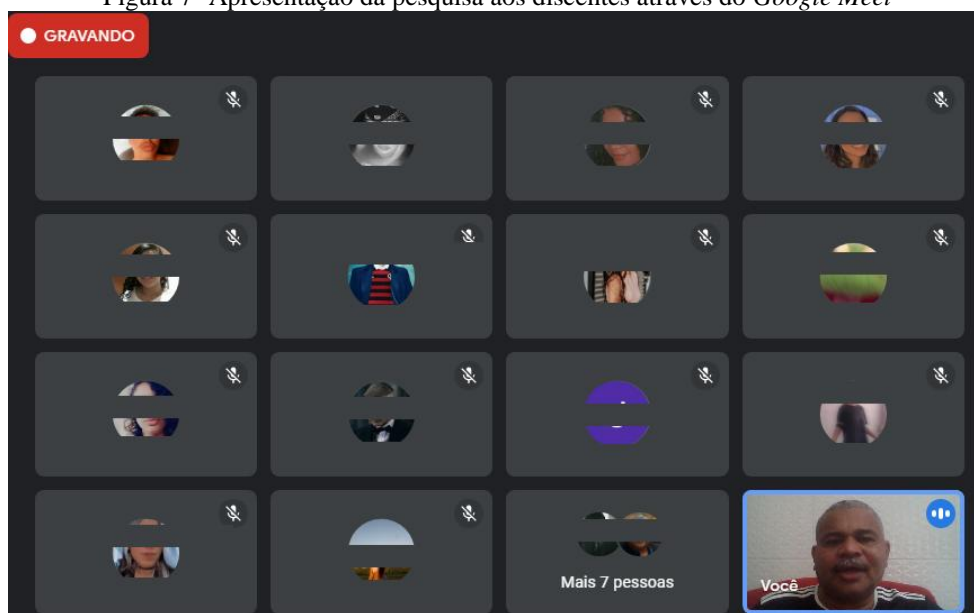 Figura 7- Apresentação da pesquisa aos discentes através do Google Meet
GRAVANDO
Mais 7 pessoas
Você